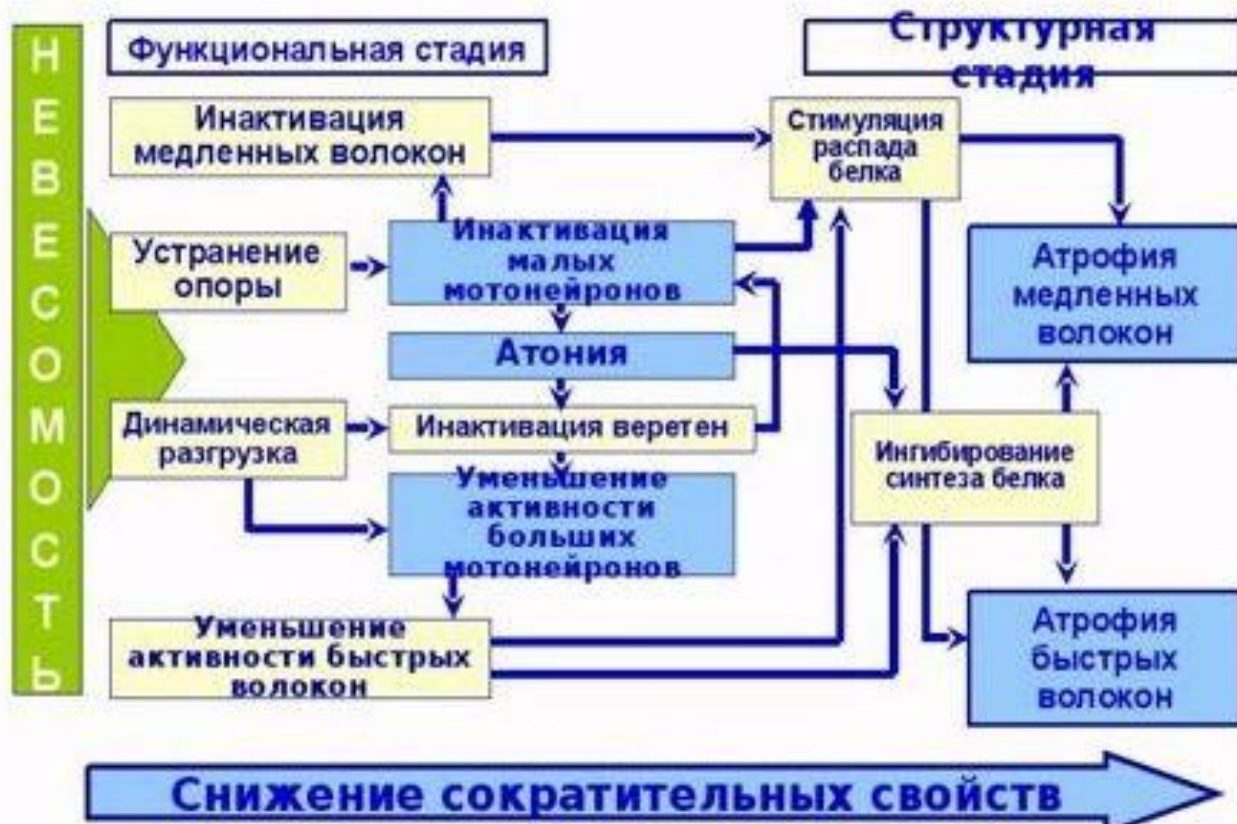 НЕВЕСОМОСТЬ
Функциональная стадия
Структурная
стадия
Инактивация
медленных волокон
Стимуляция
распада
белка
Устранение
опоры
Инактивация
малых
мотонейронов
Атрофия
медленных
волокон
Атония
Динамическая
разгрузка
Инактивация веретен
Ингибирование
синтеза белка
Уменьшение
активности
больших
мотонейронов
Уменьшение
активности быстрых
волокон
Атрофия
быстрых
волокон
Снижение сократительных свойств